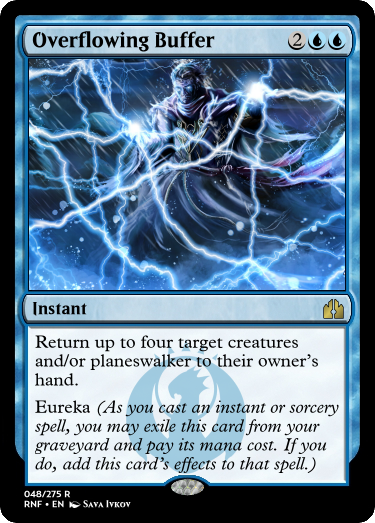 Overflowing Buffer 2
Instant
Return up to four target creatures
and/or planeswalker to their owner's
hand.
Eureka (As you cast an instant or sorcery
spell, you may exile this card from your
graveyard and pay its mana cost. If you
do, add this card's effects to that spell.)
048/275 R
RNF • EN Sava Ivkov